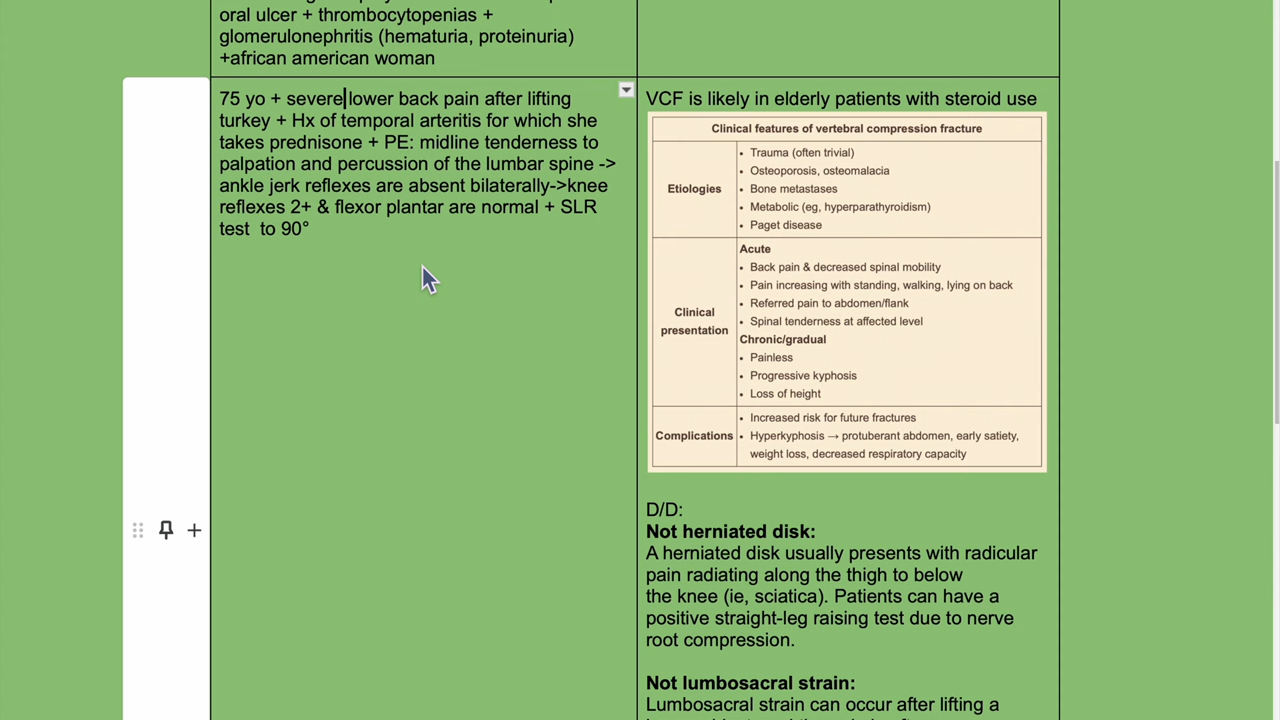 oral ulcer + thrombocytopenias +
glomerulonephritis (hematuria, proteinuria)
+african american woman
75 yo + severe lower back pain after lifting
turkey + Hx of temporal arteritis for which she
takes prednisone + PE: midline tenderness to
palpation and percussion of the lumbar spine ->
ankle jerk reflexes are absent bilaterally->knee
reflexes 2+ & flexor plantar are normal + SLR
test to 90°
VCF is likely in elderly patients with steroid use
Clinical features of vertebral compression fracture
Etiologies
• Trauma (often trivial)
• Osteoporosis, osteomalacia
• Bone metastases
• Metabolic (eg, hyperparathyroidism)
• Paget disease
Clinical
presentation
Acute
• Back pain & decreased spinal mobility
• Pain increasing with standing, walking, lying on back
• Referred pain to abdomen/flank
• Spinal tenderness at affected level
Chronic/gradual
• Painless
• Progressive kyphosis
• Loss of height
Complications
• Increased risk for future fractures
• Hyperkyphosis → protuberant abdomen, early satiety,
weight loss, decreased respiratory capacity
D/D:
Not herniated disk:
A herniated disk usually presents with radicular
pain radiating along the thigh to below
the knee (ie, sciatica). Patients can have a
positive straight-leg raising test due to nerve
root compression.
Not lumbosacral strain:
Lumbosacral strain can occur after lifting a